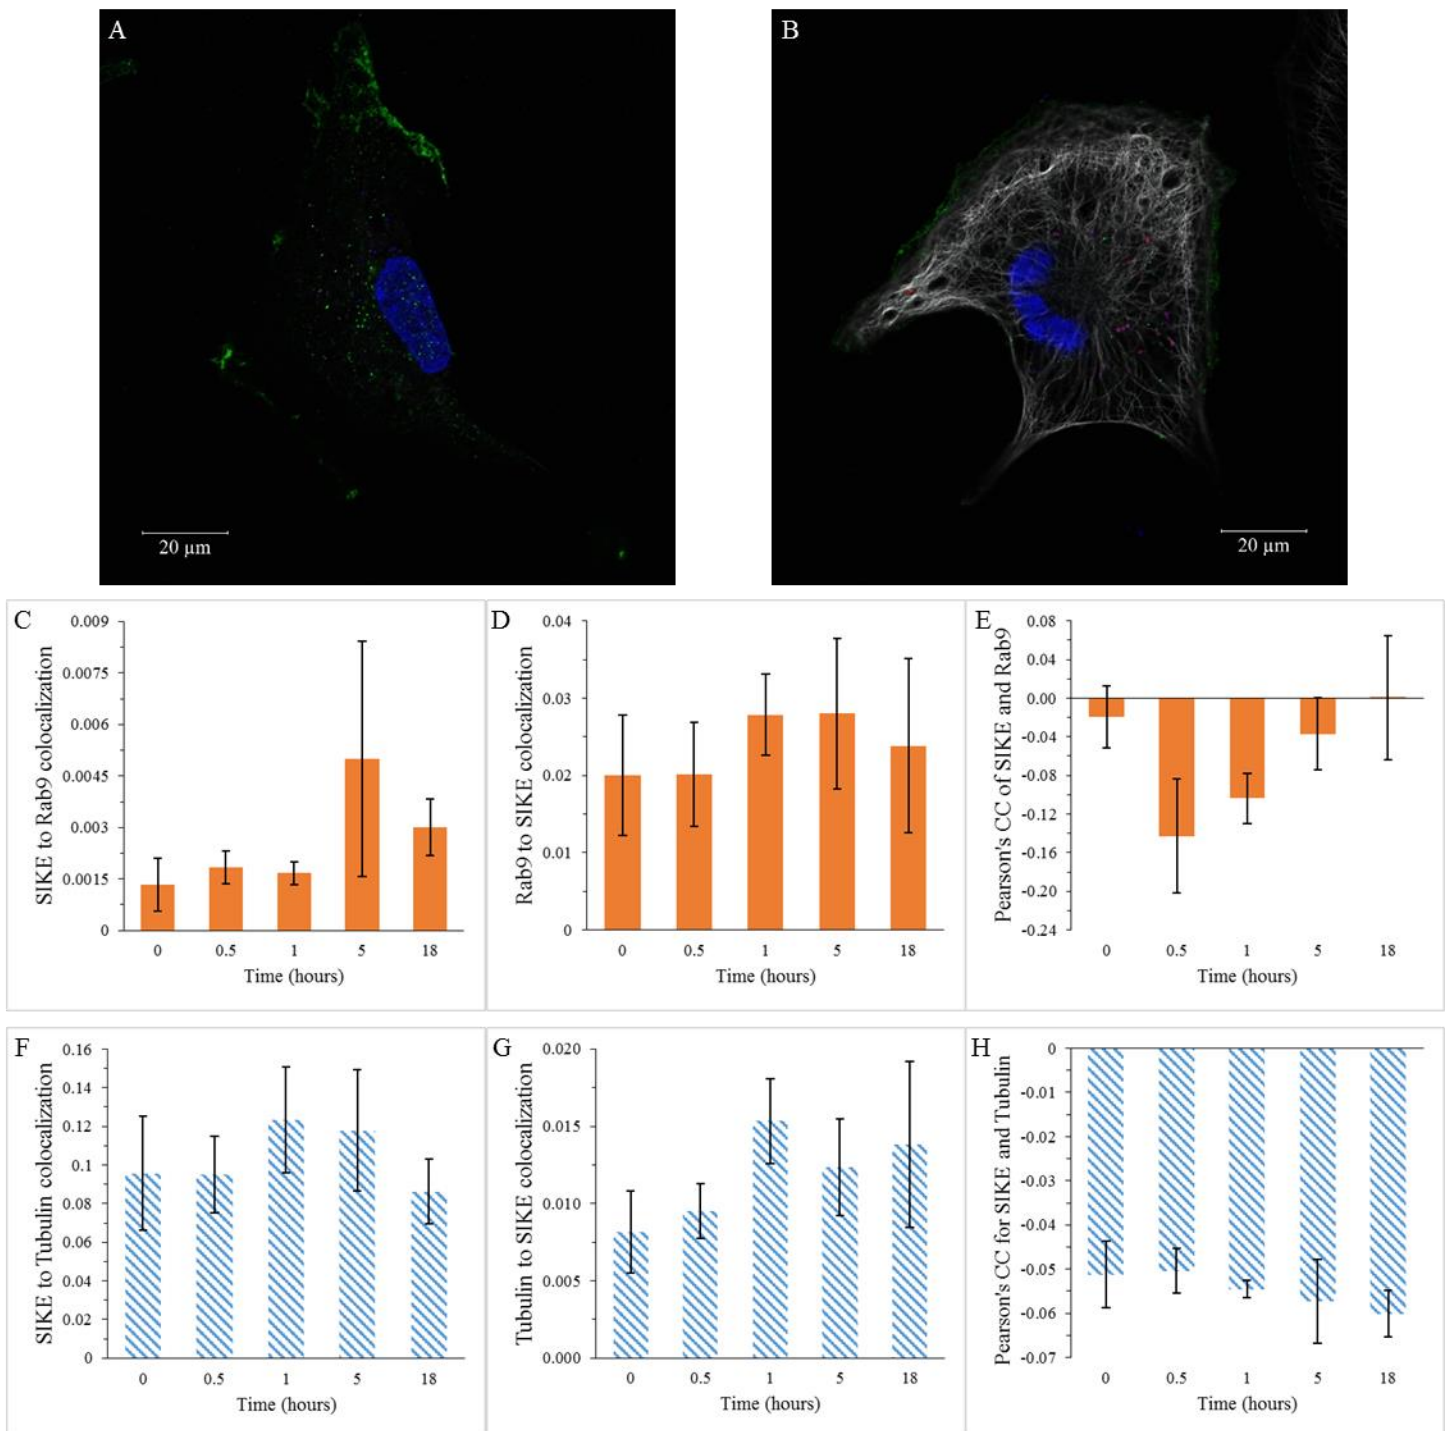 A
B
20 µm
20 µm
C
SIKE to Rab9 colocalization
0.009
0.0075
0.006
0.0045
0.003
0.0015
0
0 0.5 1 5 18
Time (hours)
D
Rab9 to SIKE colocalization
0.04
0.03
0.02
0.01
0
0 0.5 1 5 18
Time (hours)
E
Pearson's CC of SIKE and Rab9
0.08
0.04
0.00
-0.04
-0.08
-0.12
-0.16
-0.20
-0.24
0 0.5 1 5 18
Time (hours)
F
SIKE to Tubulin colocalization
0.16
0.14
0.12
0.1
0.08
0.06
0.04
0.02
0
0 0.5 1 5 18
Time (hours)
G
Tubulin to SIKE colocalization
0.020
0.015
0.010
0.005
0.000
0 0.5 1 5 18
Time (hours)
H
Pearson's CC for SIKE and Tubulin
0
-0.01
-0.02
-0.03
-0.04
-0.05
-0.06
-0.07
0 0.5 1 5 18
Time (hours)